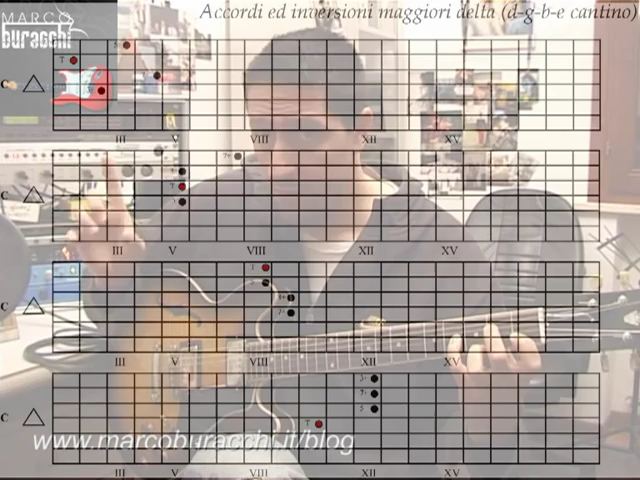 MARCO
buracchi
Accordi ed inversioni maggiori della (d-g-b-e cantino)
C △
III V VIII XII XV
C △
III V VIII XII XV
C △
III V VIII XII XV
C △
www.marcoburacchi.it/blog
III V VIII XII XV